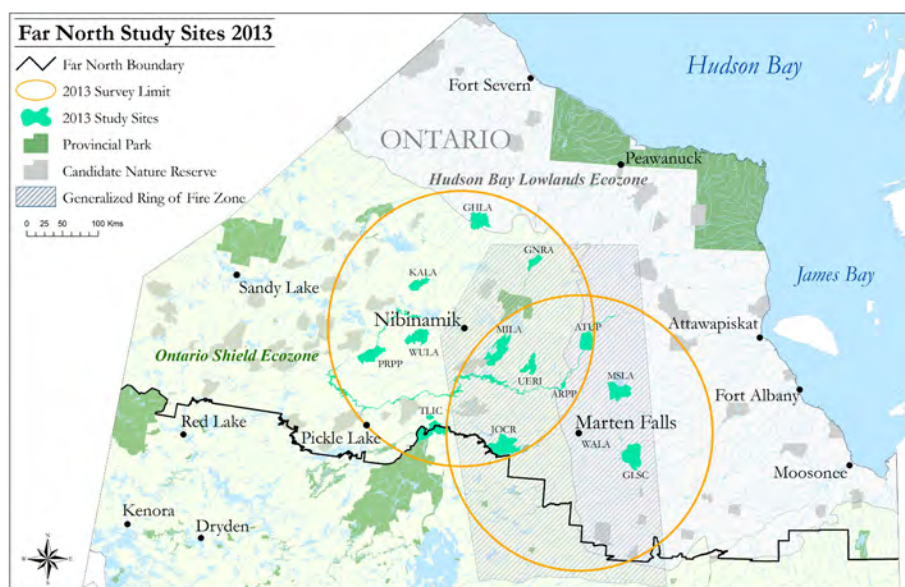 Far North Study Sites 2013
Far North Boundary
2013 Survey Limit
2013 Study Sites
Provincial Park
Candidate Nature Reserve
Generalized Ring of Fire Zone
0 25 50 100 Kms
Hudson Bay
Fort Severn
ONTARIO
Peawanuck
Hudson Bay Lowlands Ecozone
GHLA
GNRA
KALA
Sandy Lake
James Bay
Nibinamik
MILA
ATUP
Attawapiskat
Ontario Shield Ecozone
PRPP
WULA
UERI
ARPP
MSLA
Fort Albany
TLIC
Red Lake
Pickle Lake
JOCR
Marten Falls
WALA
GLSC
Moosonee
Kenora
Dryden
N